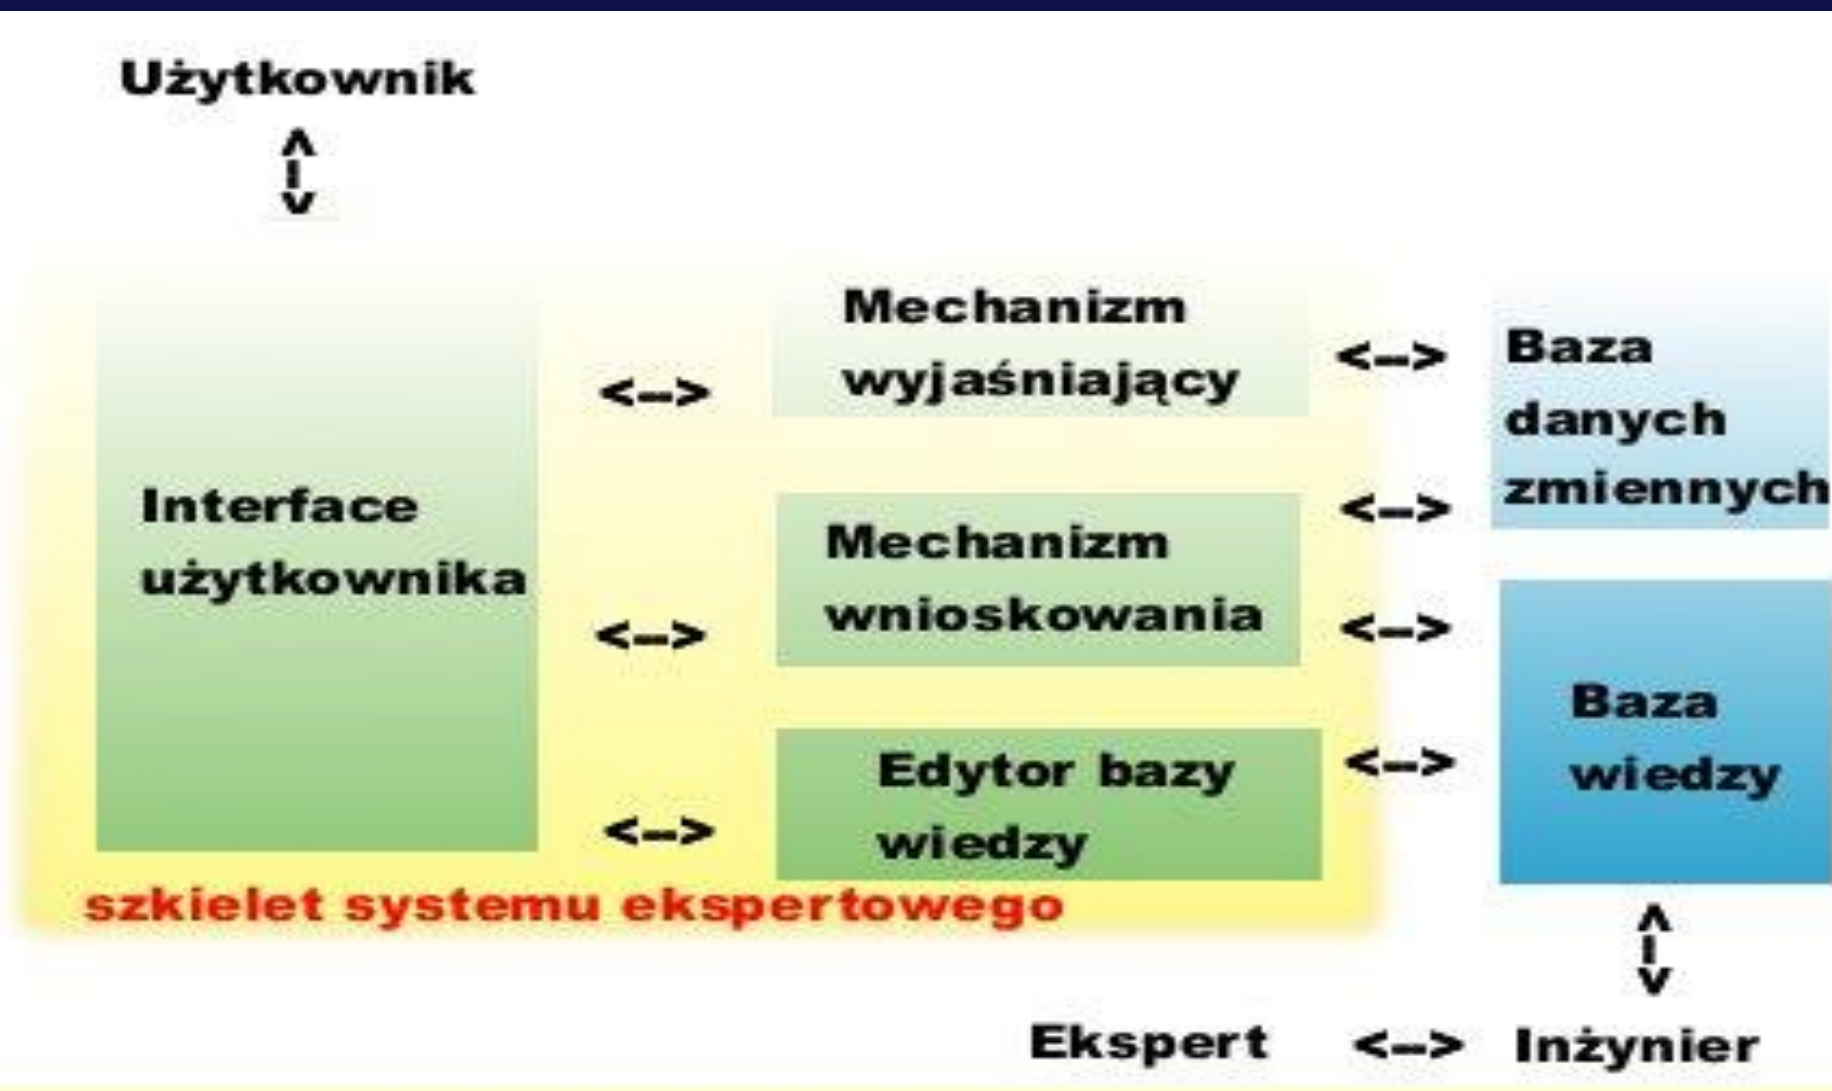 Użytkownik
<-->
Mechanizm
wyjaśniający
<-->
<-->
Baza
danych
zmiennych
Interface
użytkownika
Mechanizm
wnioskowania
<-->
<-->
<-->
Baza
wiedzy
Edytor bazy
wiedzy
<-->
<-->
szkielet systemu ekspertowego
<-->
Ekspert <--> Inżynier